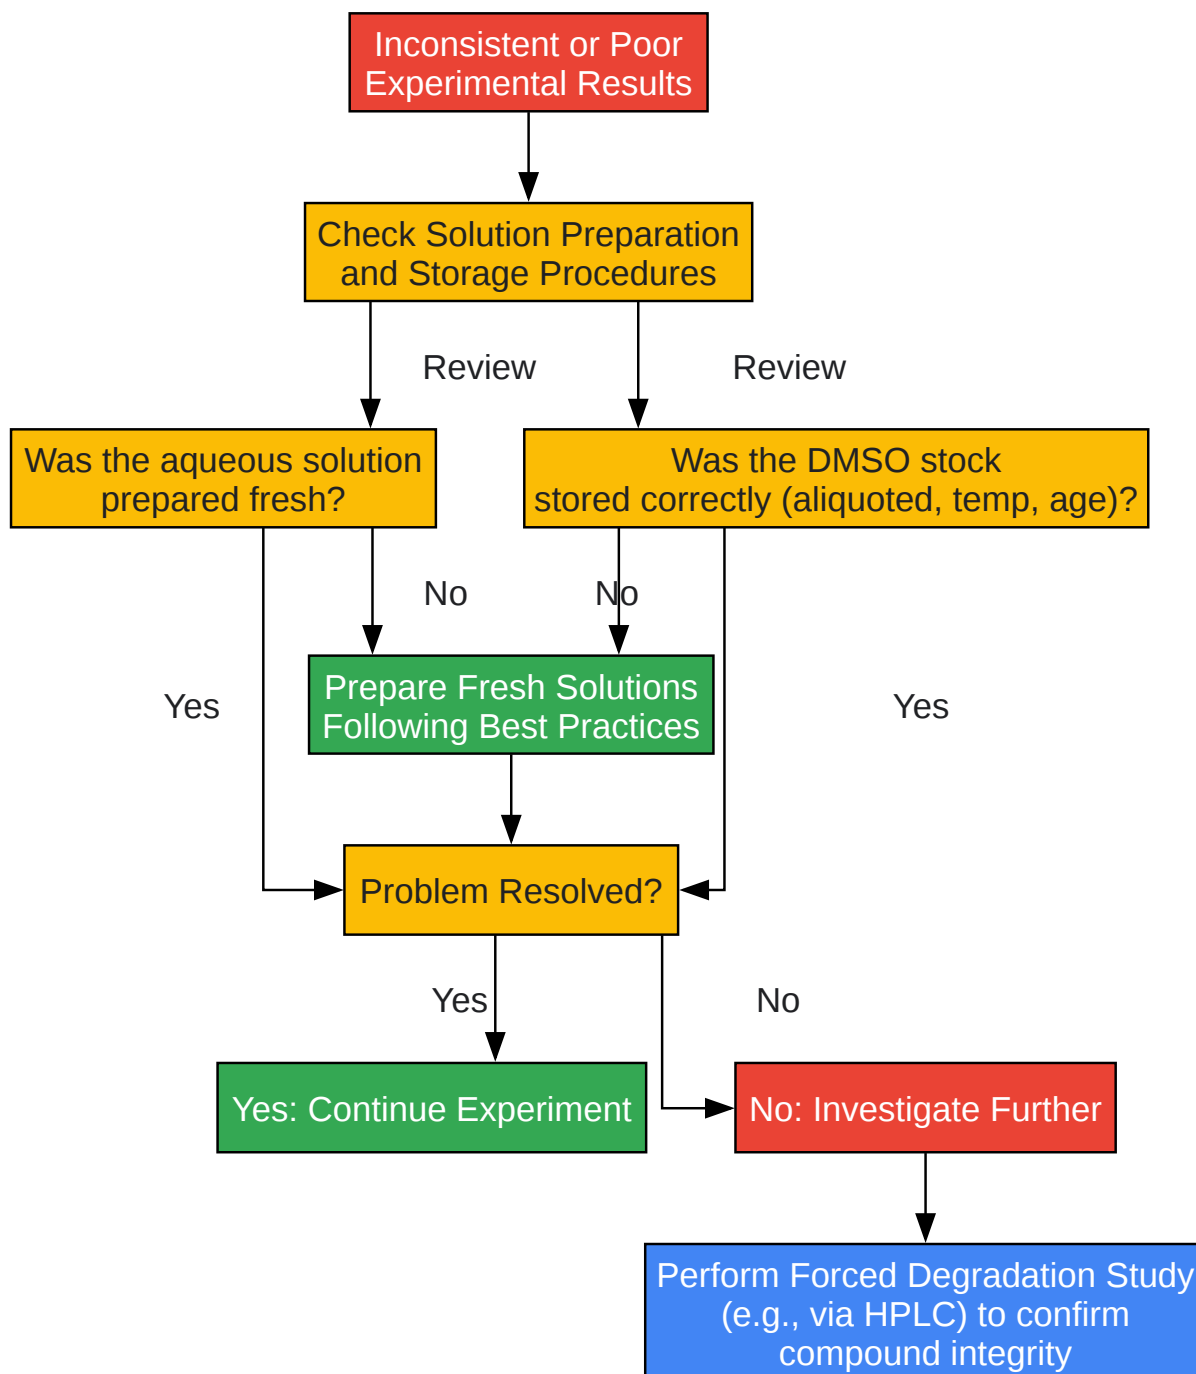 Inconsistent or Poor
Experimental Results
Check Solution Preparation
and Storage Procedures
Review
Review
Was the aqueous solution
prepared fresh?
Was the DMSO stock
stored correctly (aliquoted, temp, age)?
No
No
Prepare Fresh Solutions
Following Best Practices
Yes
Yes
Problem Resolved?
Yes
No
Yes: Continue Experiment
No: Investigate Further
Perform Forced Degradation Study
(e.g., via HPLC) to confirm
compound integrity